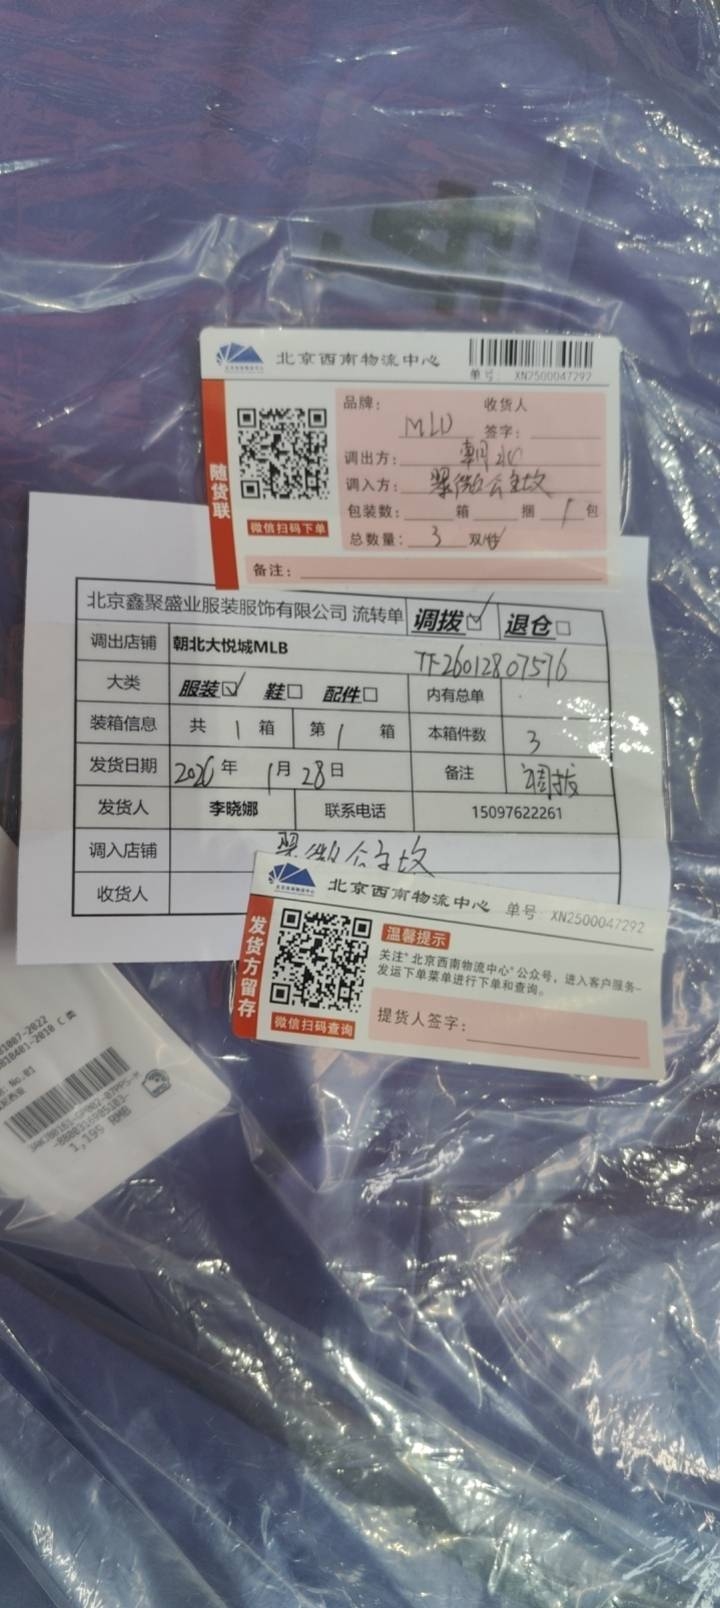 北京西南物流中心
单号: XN2500047292
随货联
微信扫码下单
品牌: MLB 收货人
签字:
调出方: 朝北
调入方: 翠微公主坟
包装数: 箱 捆 1 包
总数量: 3 双/件
备注:
北京鑫聚盛业服装服饰有限公司 流转单 调拨☑ 退仓□
调出店铺 朝北大悦城MLB TF26012807576
大类 服装☑ 鞋□ 配件□ 内有总单
装箱信息 共 1 箱 第 1 箱 本箱件数 3
发货日期 2026年 1月 28日 备注 调拨
发货人 李晓娜 联系电话 15097622261
调入店铺 翠微公主坟
收货人
北京西南物流中心 单号: XN2500047292
发货方留存
微信扫码查询
温馨提示
关注"北京西南物流中心"公众号，进入客户服务-
发运下单菜单进行下单和查询。
提货人签字:
1,195 RMB